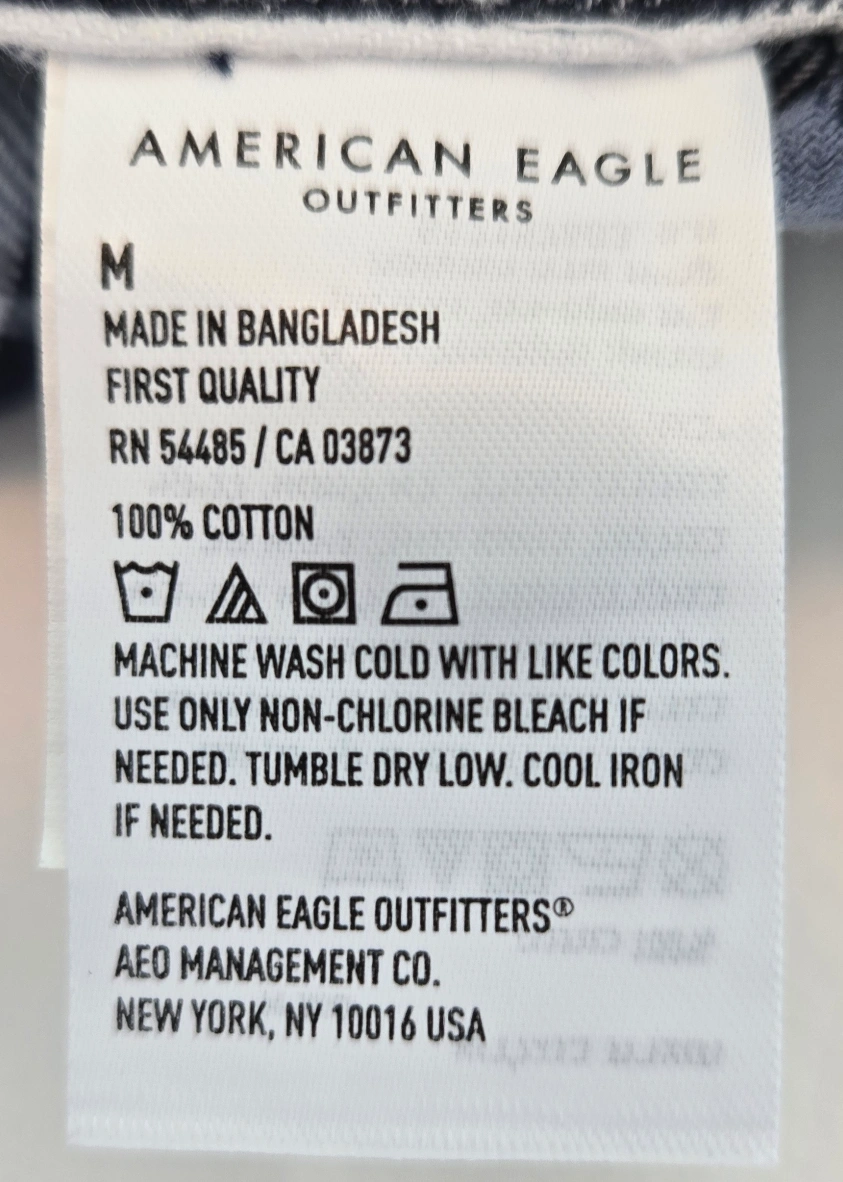 AMERICAN EAGLE
OUTFITTERS
M
MADE IN BANGLADESH
FIRST QUALITY
RN 54485 / CA 03873
100% COTTON
MACHINE WASH COLD WITH LIKE COLORS.
USE ONLY NON-CHLORINE BLEACH IF
NEEDED. TUMBLE DRY LOW. COOL IRON
IF NEEDED.
AMERICAN EAGLE OUTFITTERS®
AEO MANAGEMENT CO.
NEW YORK, NY 10016 USA